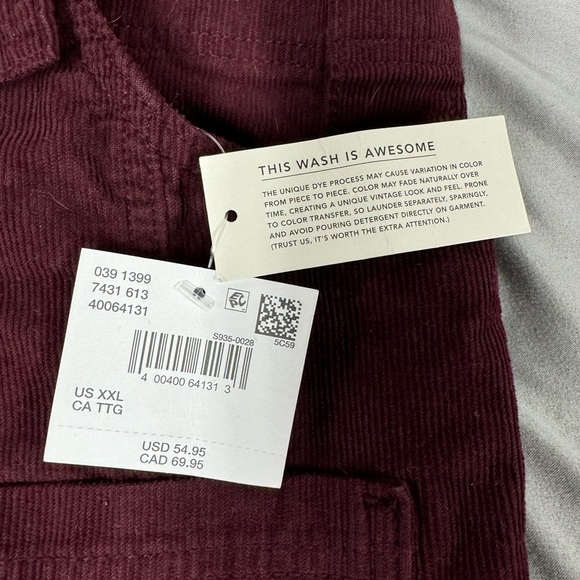 THIS WASH IS AWESOME
THE UNIQUE DYE PROCESS MAY CAUSE VARIATION IN COLOR
FROM PIECE TO PIECE. COLOR MAY FADE NATURALLY OVER
TIME, CREATING A UNIQUE VINTAGE LOOK AND FEEL. PRONE
TO COLOR TRANSFER, SO LAUNDER SEPARATELY, SPARINGLY,
AND AVOID POURING DETERGENT DIRECTLY ON GARMENT.
(TRUST US, IT'S WORTH THE EXTRA ATTENTION.)
039 1399
7431 613
40064131
S935-0028
5C59
4 00400 64131 3
US XXL
CA TTG
USD 54.95
CAD 69.95